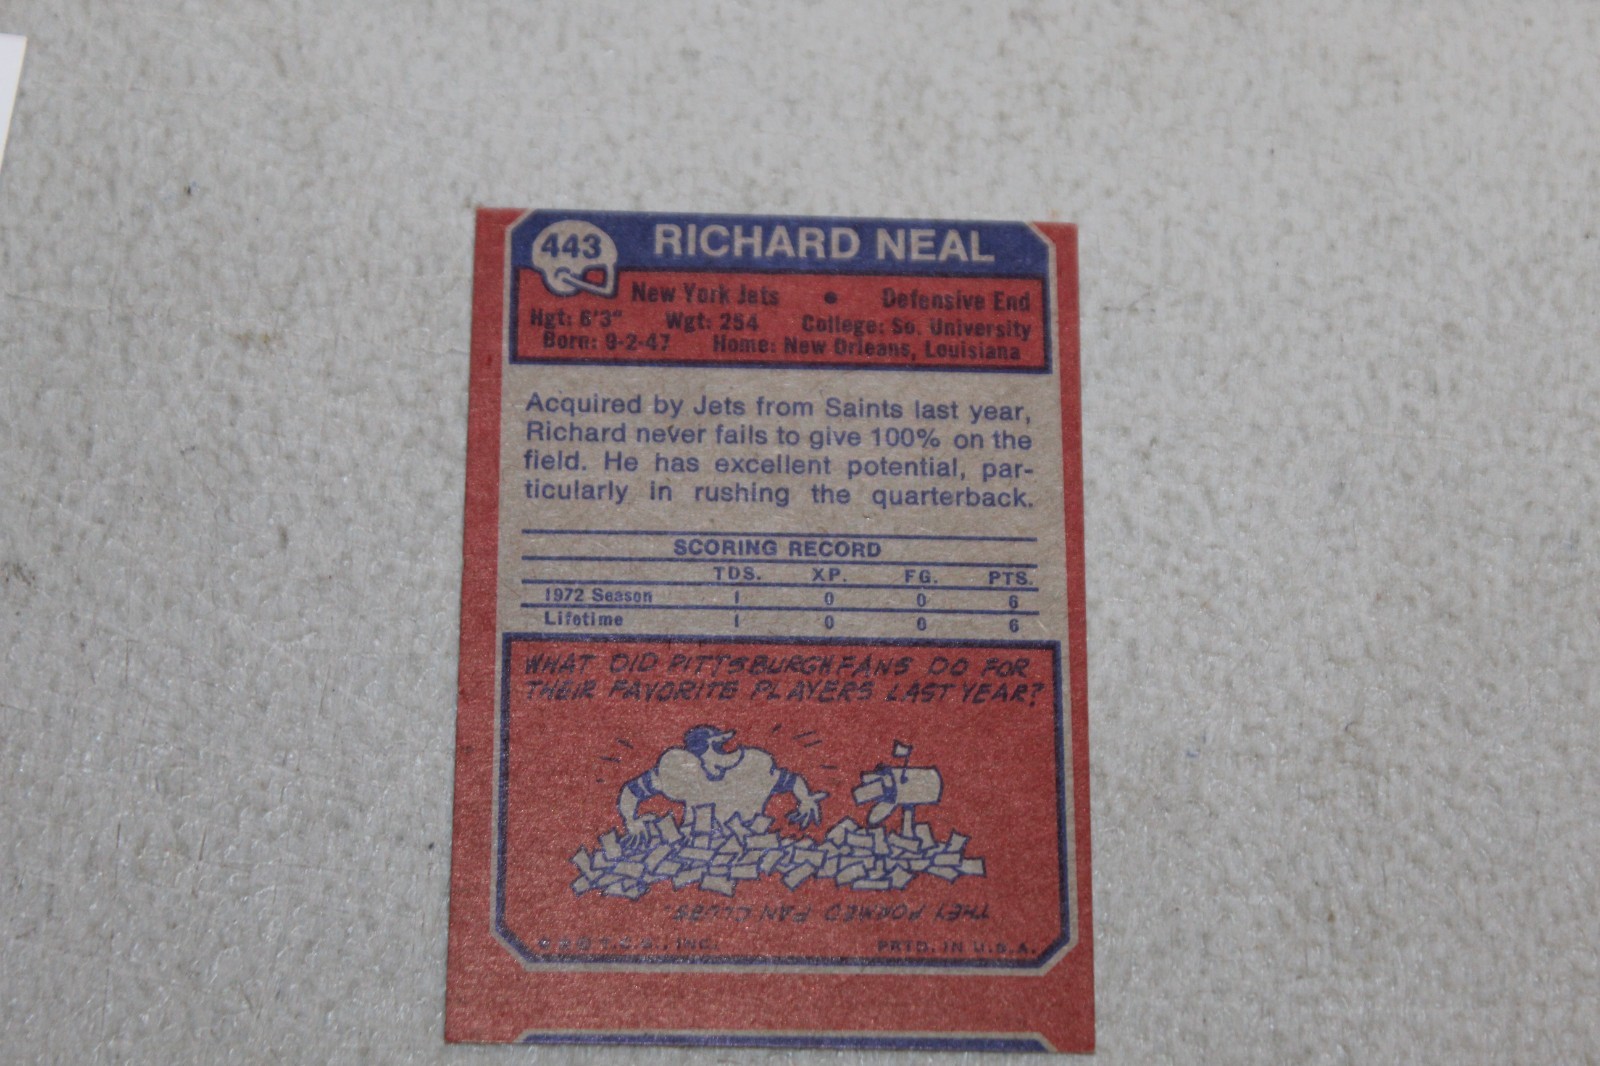 443
RICHARD NEAL
New York Jets • Defensive End
Hgt: 6'3" Wgt: 254 College: So. University
Born: 9-2-47 Home: New Orleans, Louisiana
Acquired by Jets from Saints last year,
Richard never fails to give 100% on the
field. He has excellent potential, par-
ticularly in rushing the quarterback.
SCORING RECORD
TDS. XP. FG. PTS.
1972 Season 1 0 0 6
Lifetime 1 0 0 6
WHAT DID PITTSBURGH FANS DO FOR
THEIR FAVORITE PLAYERS LAST YEAR?
THEY FORMED FAN CLUBS.
© T.C.G., INC. PRTD. IN U.S.A.